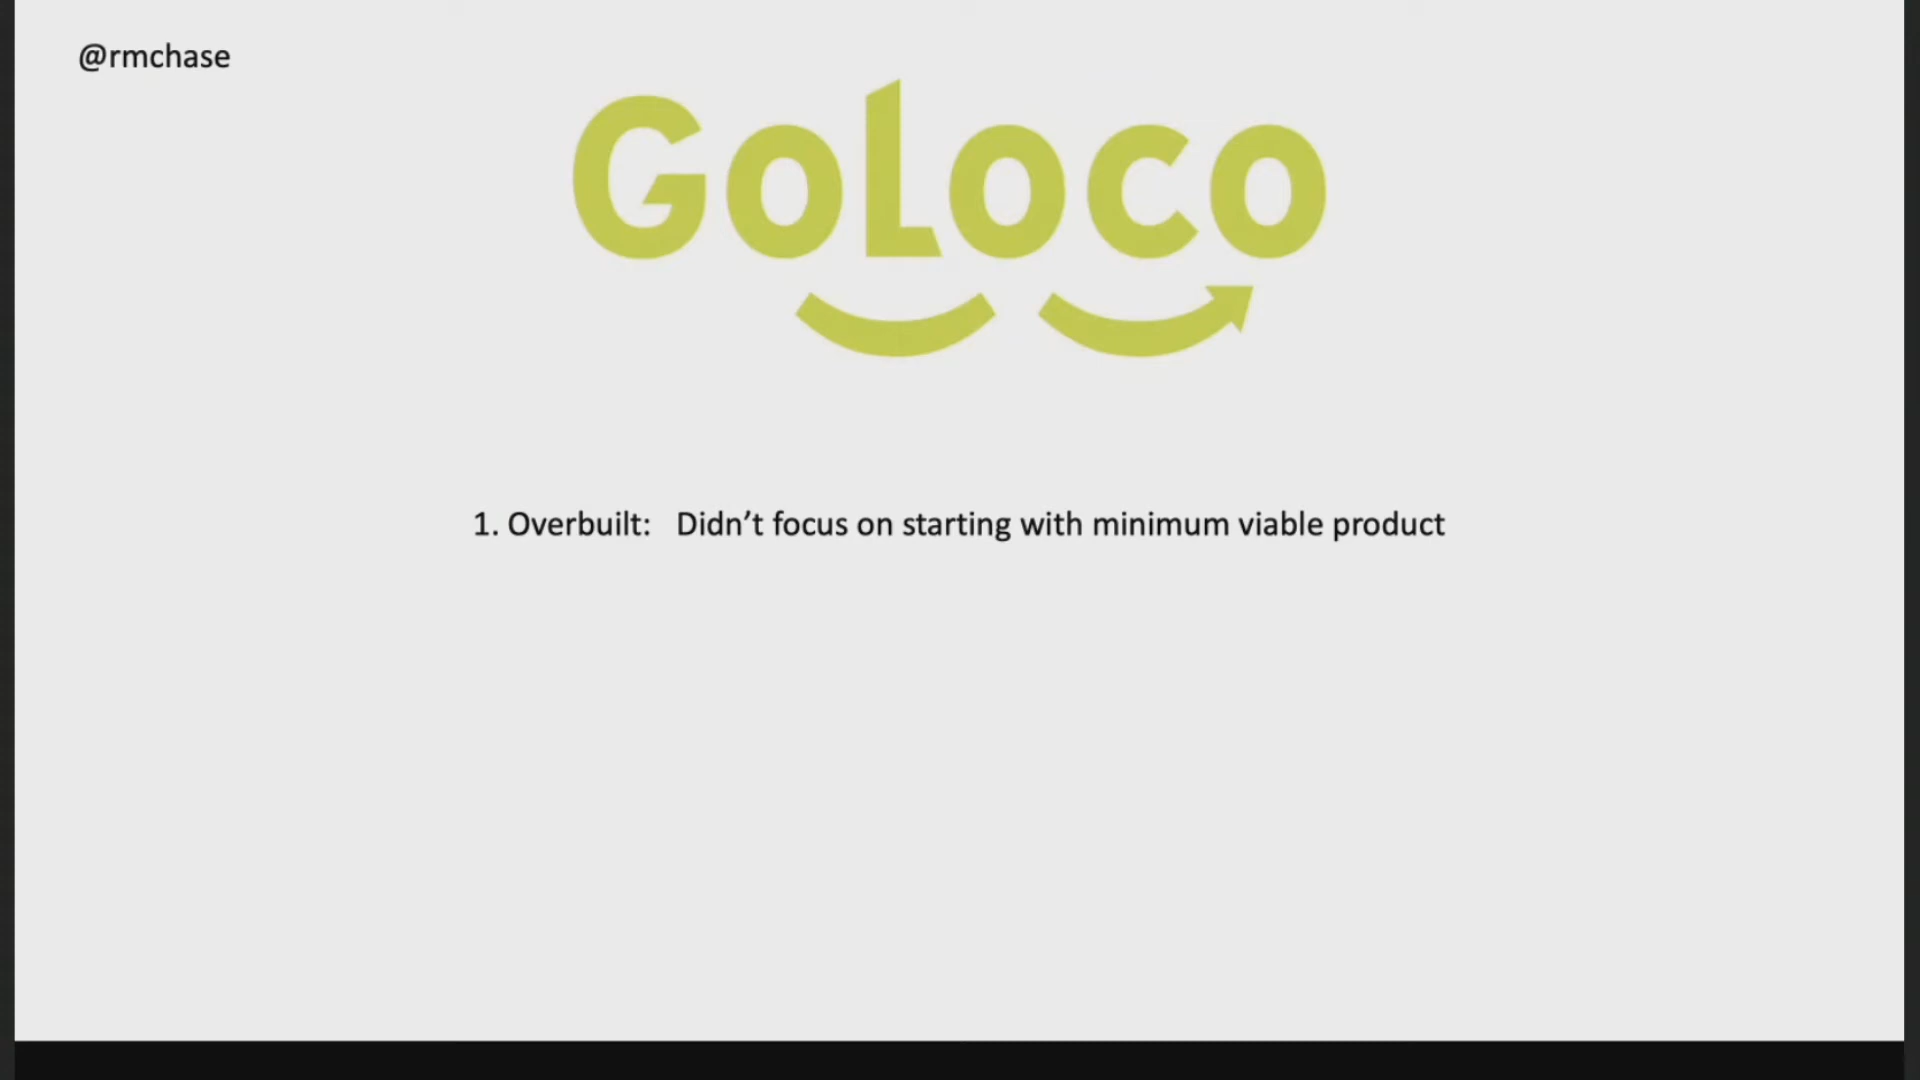 @rmchase
GoLoco
1. Overbuilt: Didn’t focus on starting with minimum viable product